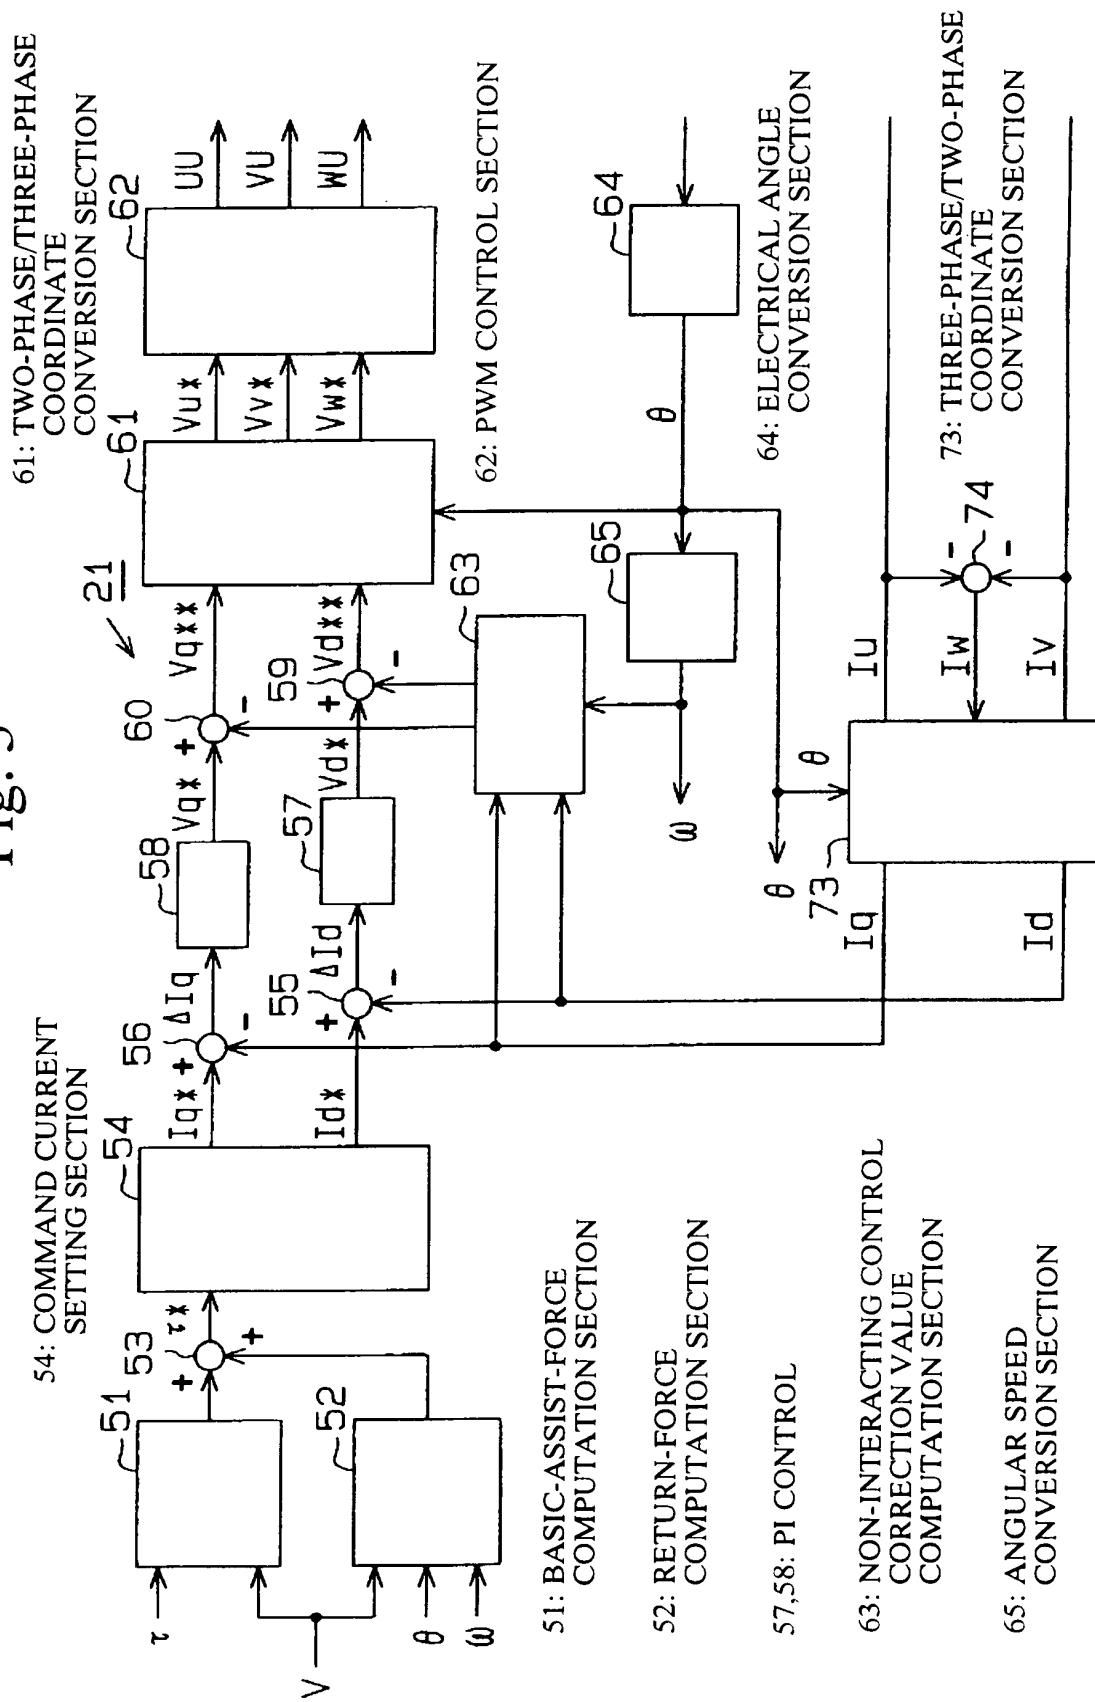 Fig. 5
21
54: COMMAND CURRENT
SETTING SECTION
61: TWO-PHASE/THREE-PHASE
COORDINATE
CONVERSION SECTION
τ
V
θ
ω
51
52
53
+
+
τ*
54
Iq*
Id*
56
+
-
ΔIq
55
+
-
ΔId
58
57
Vq*
Vd*
60
+
-
59
+
-
Vq**
Vd**
61
Vu*
Vv*
Vw*
62
UU
VU
WU
62: PWM CONTROL SECTION
63
65
64
θ
ω
θ
θ
64: ELECTRICAL ANGLE
CONVERSION SECTION
73
Iq
Id
Iu
Iw
Iv
74
-
-
73: THREE-PHASE/TWO-PHASE
COORDINATE
CONVERSION SECTION
51: BASIC-ASSIST-FORCE
COMPUTATION SECTION
52: RETURN-FORCE
COMPUTATION SECTION
57,58: PI CONTROL
63: NON-INTERACTING CONTROL
CORRECTION VALUE
COMPUTATION SECTION
65: ANGULAR SPEED
CONVERSION SECTION